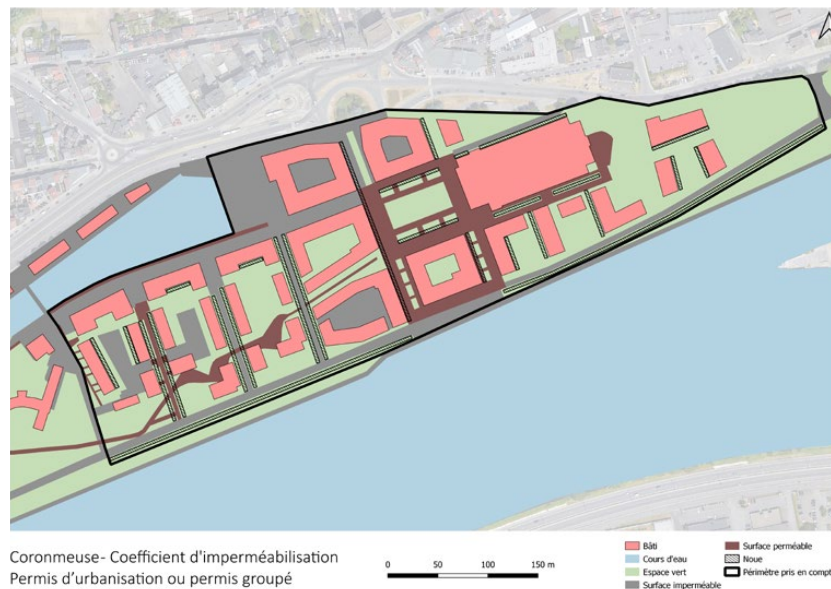 Coronmeuse- Coefficient d'imperméabilisation
Permis d'urbanisation ou permis groupé
0 50 100 150 m
Bâti
Cours d'eau
Espace vert
Surface imperméable
Surface perméable
Noue
Périmètre pris en compt